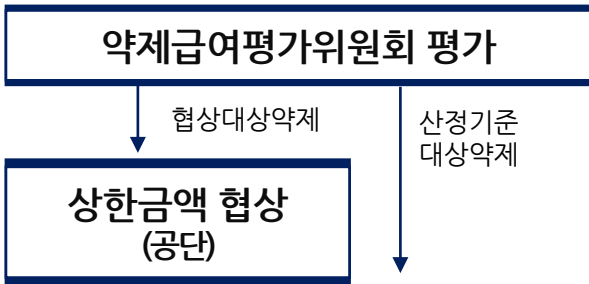 약제급여평가위원회 평가
협상대상약제
산정기준
대상약제
상한금액 협상
(공단)